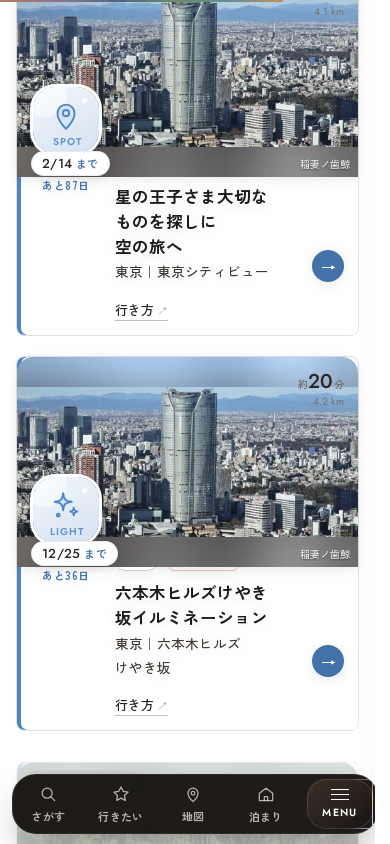 4.1 km
SPOT
2/14 まで
稲妻ノ歯鯨
あと87日
星の王子さま大切な
ものを探しに
空の旅へ
東京｜東京シティビュー
→
行き方 ↗
約20分
4.2 km
LIGHT
12/25 まで
稲妻ノ歯鯨
あと36日
六本木ヒルズけやき
坂イルミネーション
東京｜六本木ヒルズ
けやき坂
→
行き方 ↗
さがす
行きたい
地図
泊まり
MENU